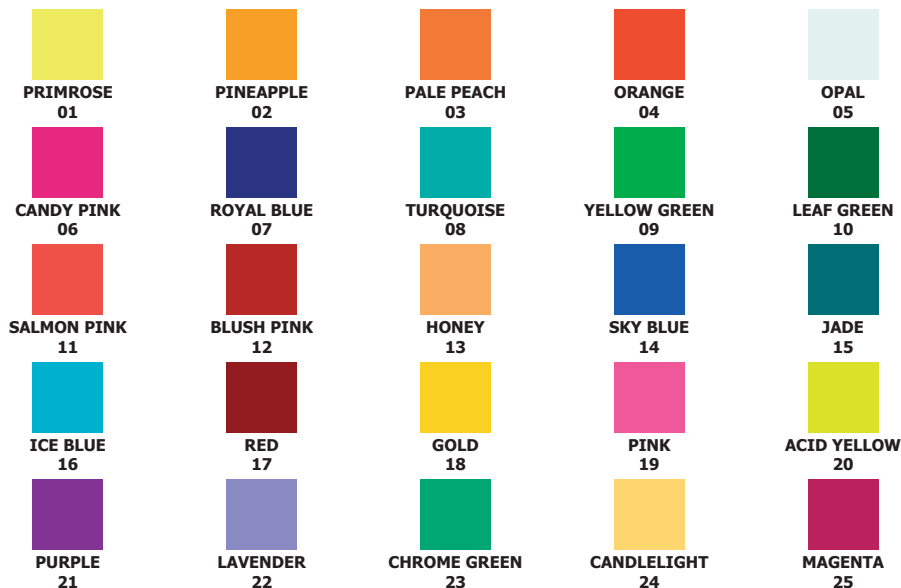 PRIMROSE PINEAPPLE PALE PEACH ORANGE OPAL
01 02 03 04 05
CANDY PINK ROYAL BLUE TURQUOISE YELLOW GREEN LEAF GREEN
06 07 08 09 10
SALMON PINK BLUSH PINK HONEY SKY BLUE JADE
11 12 13 14 15
ICE BLUE RED GOLD PINK ACID YELLOW
16 17 18 19 20
PURPLE LAVENDER CHROME GREEN CANDLELIGHT MAGENTA
21 22 23 24 25